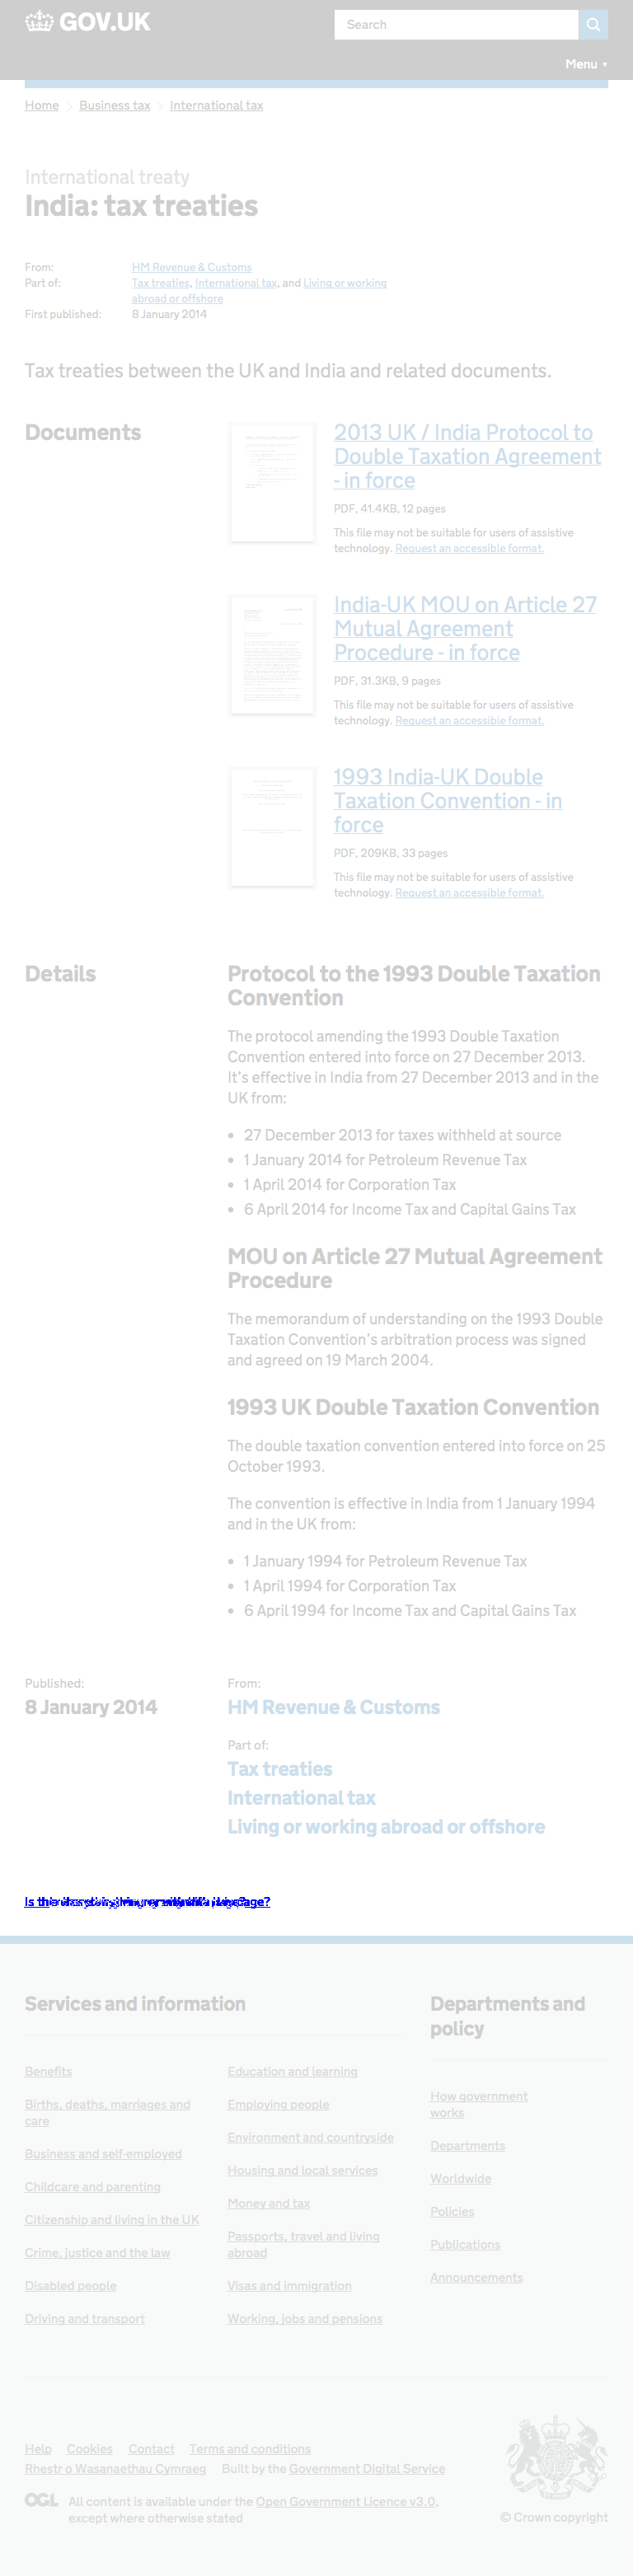 GOV.UK
Search
Menu ▼
Home > Business tax > International tax
International treaty
India: tax treaties
From: HM Revenue & Customs
Part of: Tax treaties, International tax, and Living or working
abroad or offshore
First published: 8 January 2014
Tax treaties between the UK and India and related documents.
Documents
2013 UK / India Protocol to
Double Taxation Agreement
- in force
PDF, 41.4KB, 12 pages
This file may not be suitable for users of assistive
technology. Request an accessible format.
India-UK MOU on Article 27
Mutual Agreement
Procedure - in force
PDF, 31.3KB, 9 pages
This file may not be suitable for users of assistive
technology. Request an accessible format.
1993 India-UK Double
Taxation Convention - in
force
PDF, 209KB, 33 pages
This file may not be suitable for users of assistive
technology. Request an accessible format.
Details
Protocol to the 1993 Double Taxation
Convention
The protocol amending the 1993 Double Taxation
Convention entered into force on 27 December 2013.
It’s effective in India from 27 December 2013 and in the
UK from:
• 27 December 2013 for taxes withheld at source
• 1 January 2014 for Petroleum Revenue Tax
• 1 April 2014 for Corporation Tax
• 6 April 2014 for Income Tax and Capital Gains Tax
MOU on Article 27 Mutual Agreement
Procedure
The memorandum of understanding on the 1993 Double
Taxation Convention’s arbitration process was signed
and agreed on 19 March 2004.
1993 UK Double Taxation Convention
The double taxation convention entered into force on 25
October 1993.
The convention is effective in India from 1 January 1994
and in the UK from:
• 1 January 1994 for Petroleum Revenue Tax
• 1 April 1994 for Corporation Tax
• 6 April 1994 for Income Tax and Capital Gains Tax
Published:
8 January 2014
From:
HM Revenue & Customs
Part of:
Tax treaties
International tax
Living or working abroad or offshore
Services and information
Benefits
Births, deaths, marriages and
care
Business and self-employed
Childcare and parenting
Citizenship and living in the UK
Crime, justice and the law
Disabled people
Driving and transport
Education and learning
Employing people
Environment and countryside
Housing and local services
Money and tax
Passports, travel and living
abroad
Visas and immigration
Working, jobs and pensions
Departments and
policy
How government
works
Departments
Worldwide
Policies
Publications
Announcements
Help Cookies Contact Terms and conditions
Rhestr o Wasanaethau Cymraeg Built by the Government Digital Service
OGL All content is available under the Open Government Licence v3.0,
except where otherwise stated
© Crown copyright